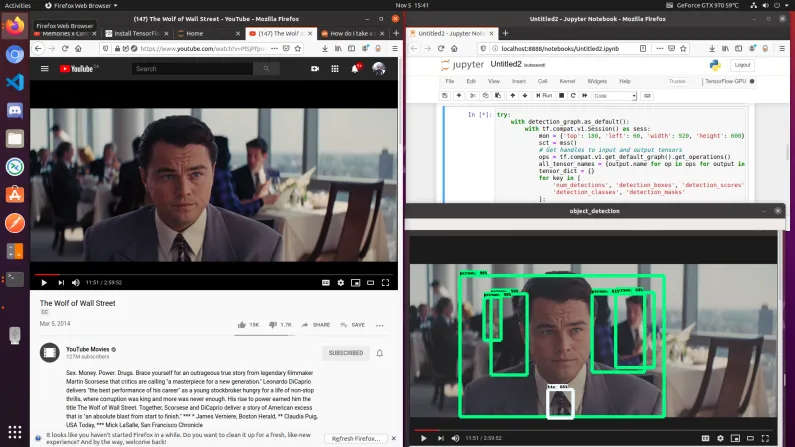 Activities
Firefox Web Browser
Nov 5 15:41
GeForce GTX 970 59°C
Firefox Web Browser
(147) The Wolf of Wall Street - YouTube - Mozilla Firefox
Memories x Can
Install TensorFlow
Home
(147) The Wolf of Wall
How do i take a s
https://www.youtube.com/watch?v=
YouTube
Search
The Wolf of Wall Street
11:51 / 2:59:52
The Wolf of Wall Street
CC
Mar 5, 2014
15K
1.7K
SHARE
SAVE
YouTube Movies
127M subscribers
SUBSCRIBED
Sex. Money. Power. Drugs. Brace yourself for an outrageous true story from legendary filmmaker
Martin Scorsese that critics are calling "a masterpiece for a new generation." Leonardo DiCaprio
delivers "the best performance of his career" as a young stockbroker hungry for a life of non-stop
thrills, where corruption was king and more was never enough. His rise to power earned him the
title The Wolf of Wall Street. Together, Scorsese and DiCaprio deliver a story of American excess
that is 'an absolute blast from start to finish." *** * James Verniere, Boston Herald, ** Claudia Puig,
USA Today, *** Mick LaSalle, San Francisco Chronicle
It looks like you haven't started Firefox in a while. Do you want to clean it up for a fresh, like-new
experience? And by the way, welcome back!
Refresh Firefox...
Untitled2 - Jupyter Notebook - Mozilla Firefox
Untitled2 - Jupyter Noteb
localhost:8888/notebooks/Untitled2.ipynb
jupyter Untitled2 (autosaved)
Logout
File Edit View Insert Cell Kernel Widgets Help
Trusted
TensorFlow-GPU
Run
Code
In [*]: try:
with detection_graph.as_default():
with tf.compat.v1.Session() as sess:
mon = {'top': 180, 'left': 60, 'width': 920, 'height': 600}
sct = mss()
# Get handles to input and output tensors
ops = tf.compat.v1.get_default_graph().get_operations()
all_tensor_names = {output.name for op in ops for output in
tensor_dict = {}
for key in [
'num_detections', 'detection_boxes', 'detection_scores'
'detection_classes', 'detection_masks'
]:
object_detection
tie: 66%
11:51 / 2:59:52